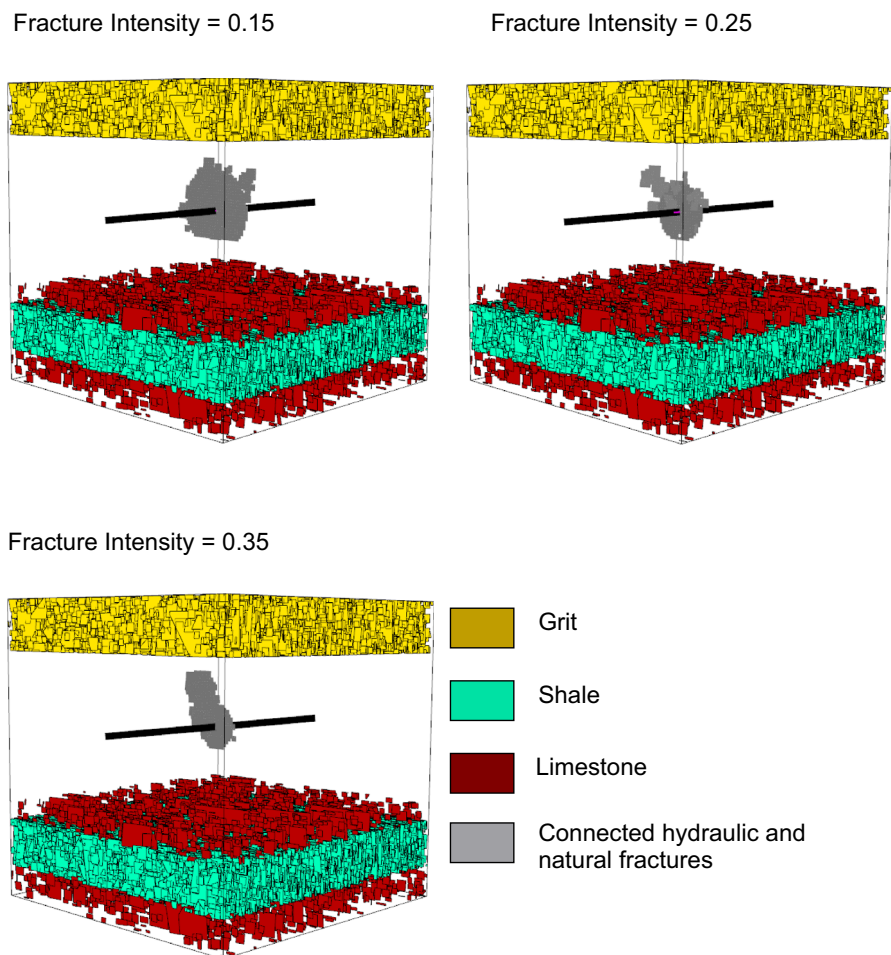 Fracture Intensity = 0.15
Fracture Intensity = 0.25
Fracture Intensity = 0.35
Grit
Shale
Limestone
Connected hydraulic and
natural fractures